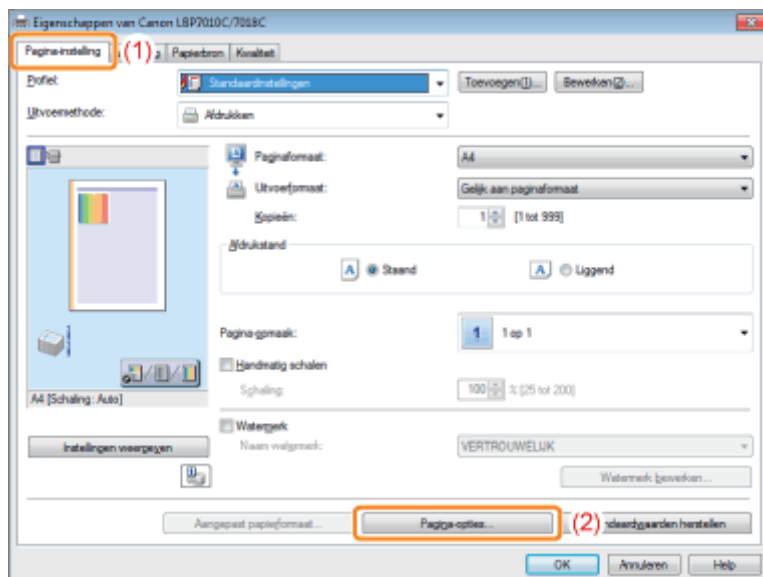 Eigenschappen van Canon LBP7010C/7018C
Pagina-instelling (1) Papierbron Kwaliteit
Profiel: Standaardinstellingen Toevoegen(1)... Bewerken(2)...
Uitvoermethode: Afdrukken
Paginaformaat: A4
Uitvoerformaat: Gelijk aan paginaformaat
Kopieën: 1 [1 tot 999]
Afdrukstand
A Staand A Liggend
Pagina-opmaak: 1 1 op 1
Handmatig schalen
Schaling: 100 % [25 tot 200]
A4 [Schaling: Auto]
Watermerk
Instellingen weergeven Naam watermerk: VERTROUWELIJK
Watermerk bewerken...
Aangepast papierformaat... Pagina-opties... (2) ndaardwaarden herstellen
OK Annuleren Help